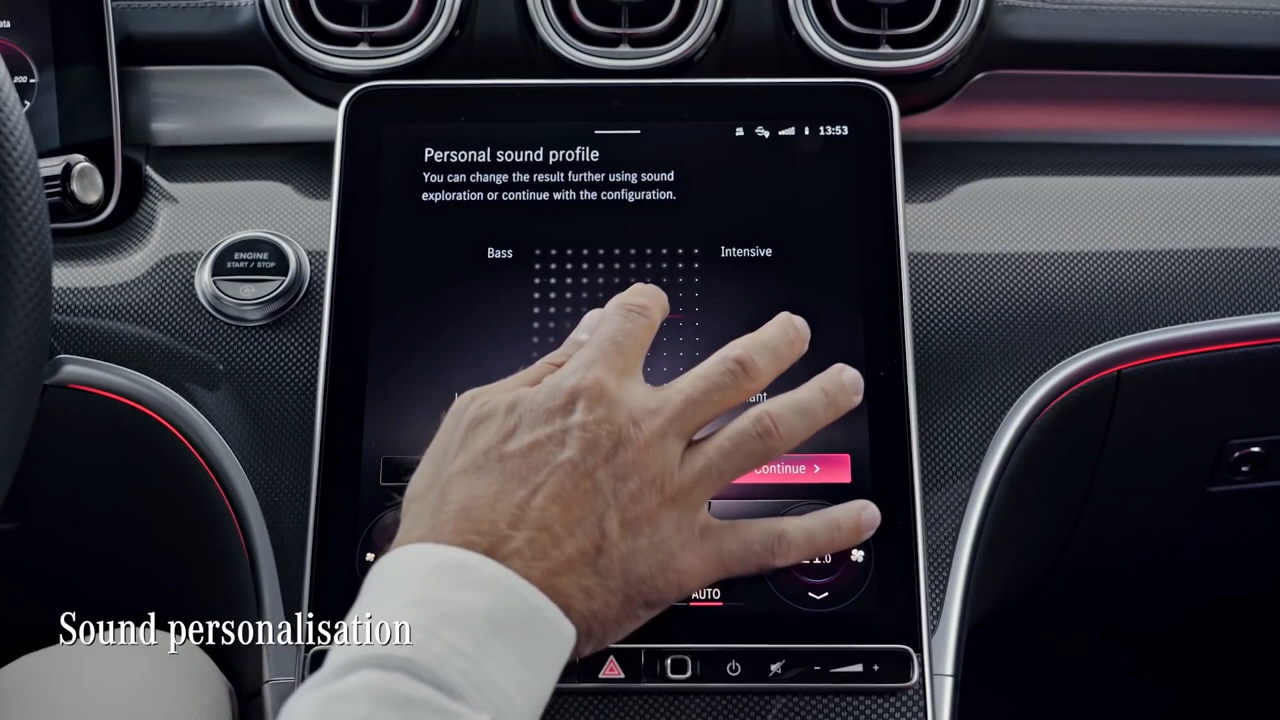 13:53
Personal sound profile
You can change the result further using sound
exploration or continue with the configuration.
Bass
Intensive
200
ENGINE
START / STOP
Continue
AUTO
Sound personalisation